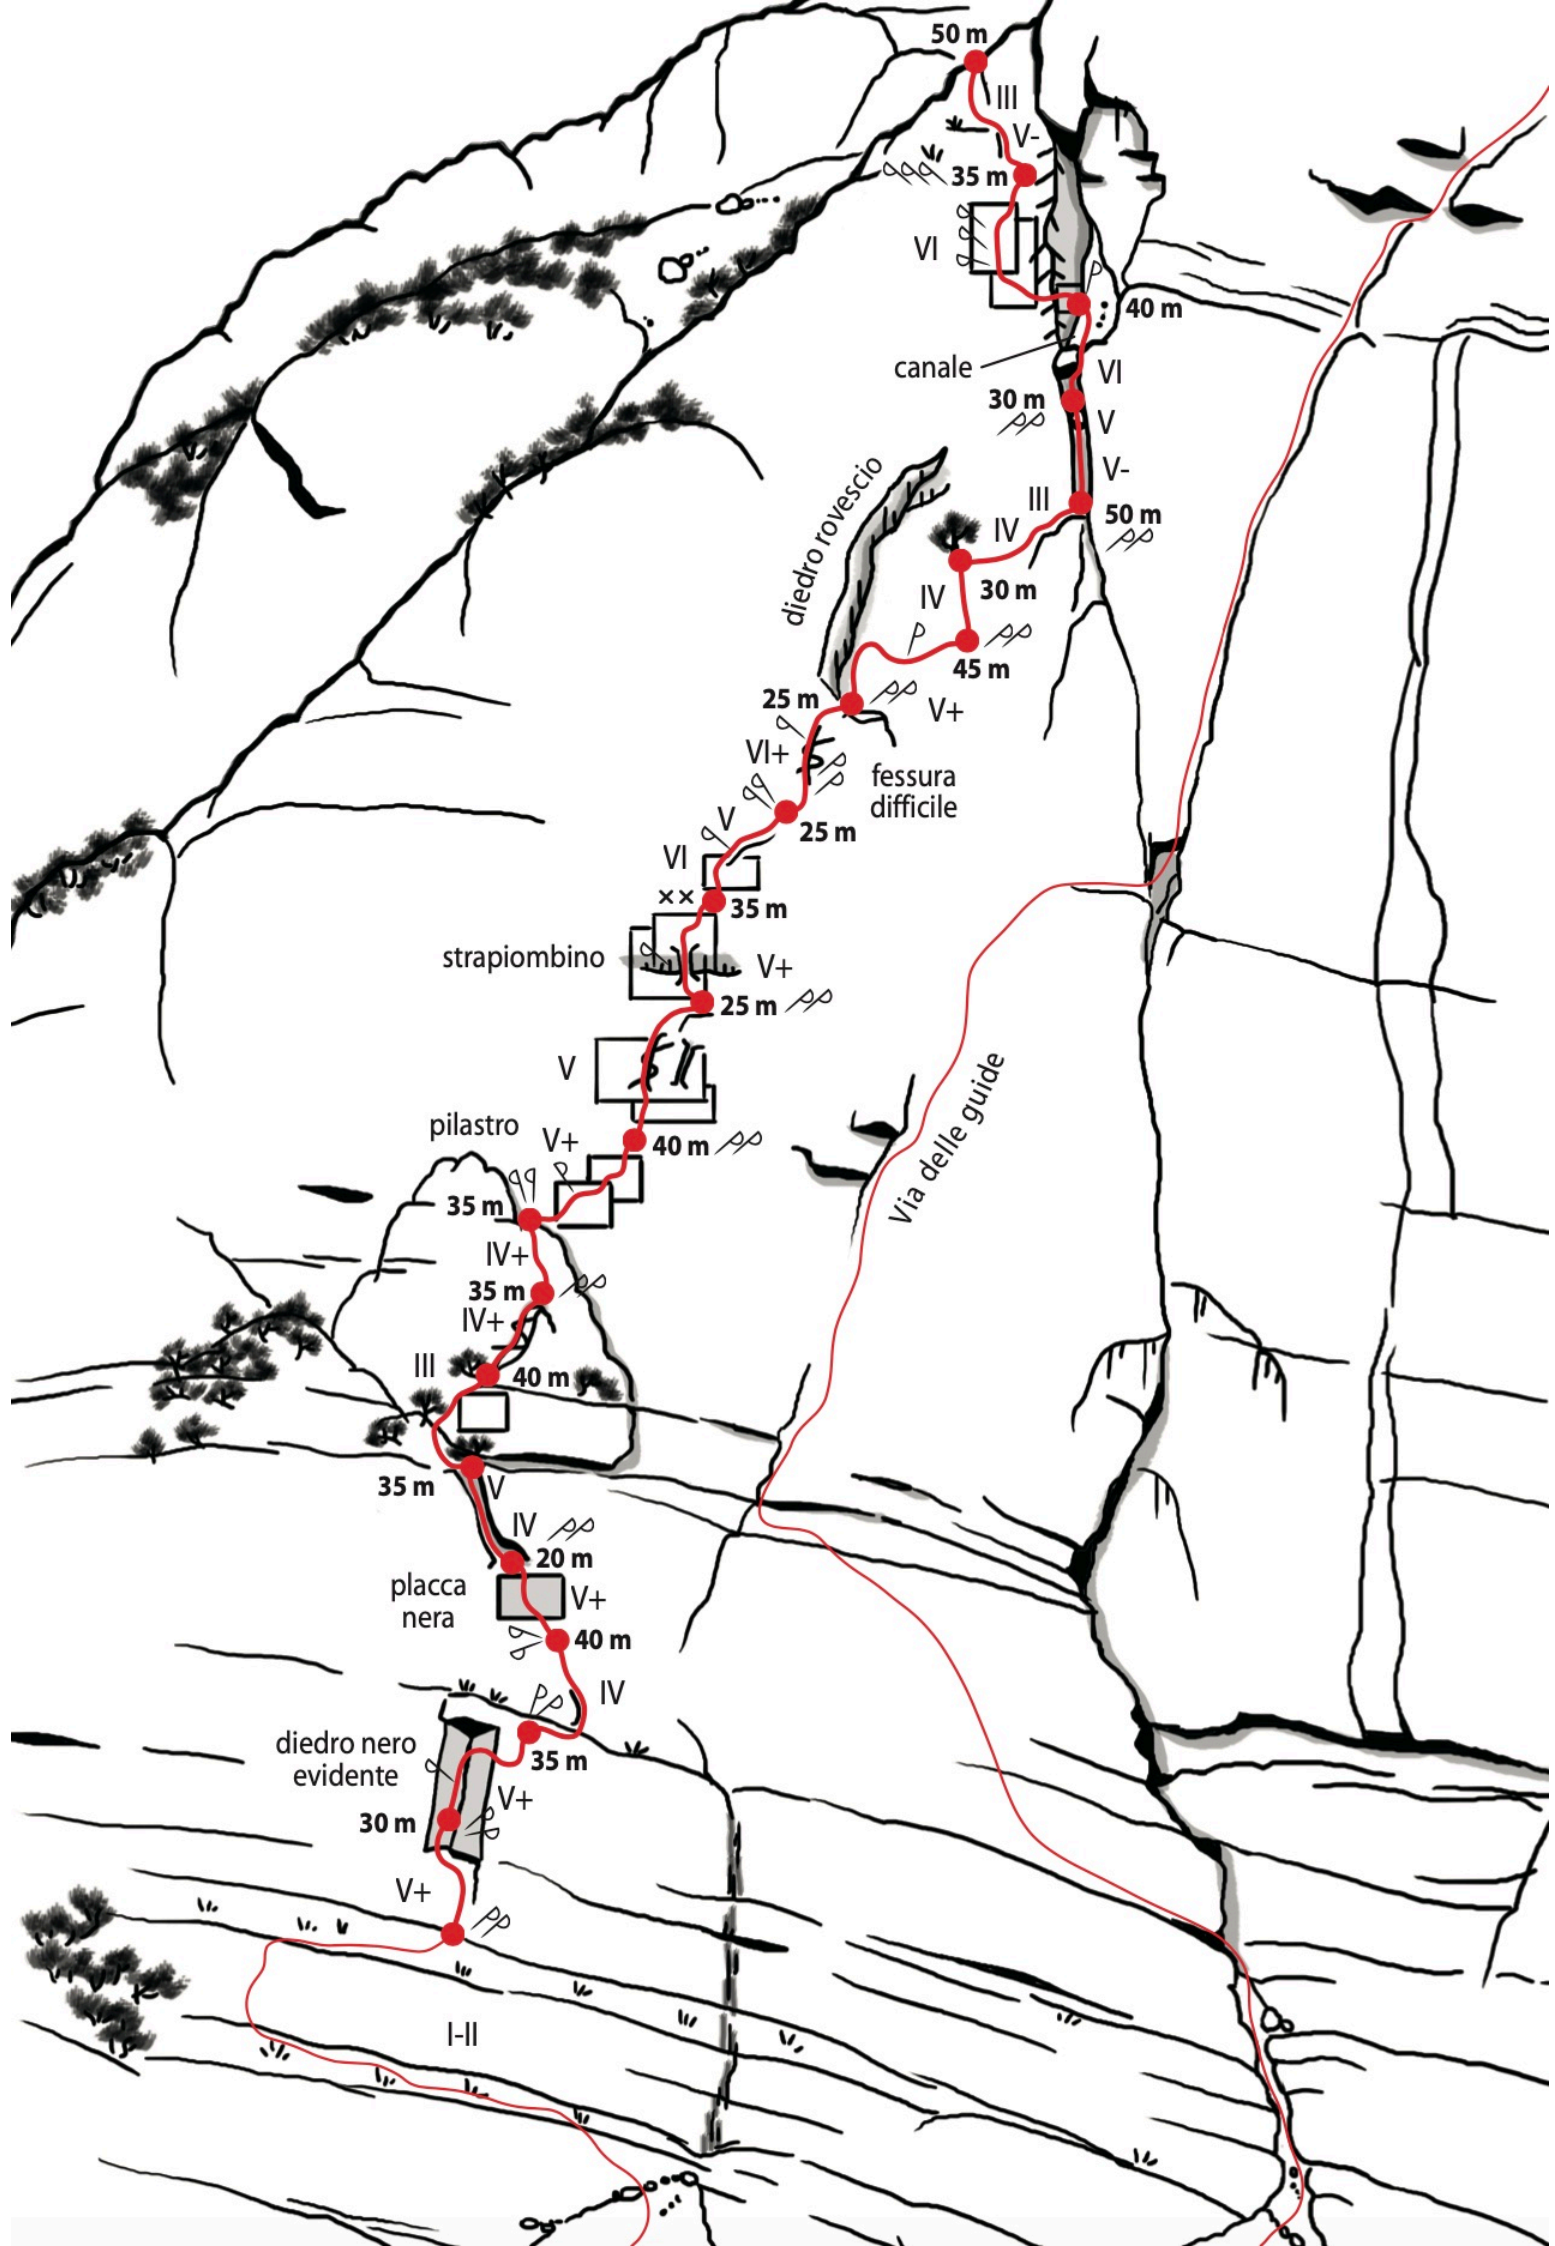 50 m
III
V-
35 m
VI
40 m
canale
VI
30 m
V
V-
III
50 m
IV
diedro rovescio
30 m
IV
45 m
25 m
V+
VI+
fessura
difficile
V
25 m
VI
××
35 m
strapiombino
V+
25 m
V
Via delle guide
pilastro
V+
40 m
35 m
IV+
35 m
IV+
III
40 m
35 m
V
IV
20 m
placca
nera
V+
40 m
IV
diedro nero
evidente
35 m
V+
30 m
V+
I-II